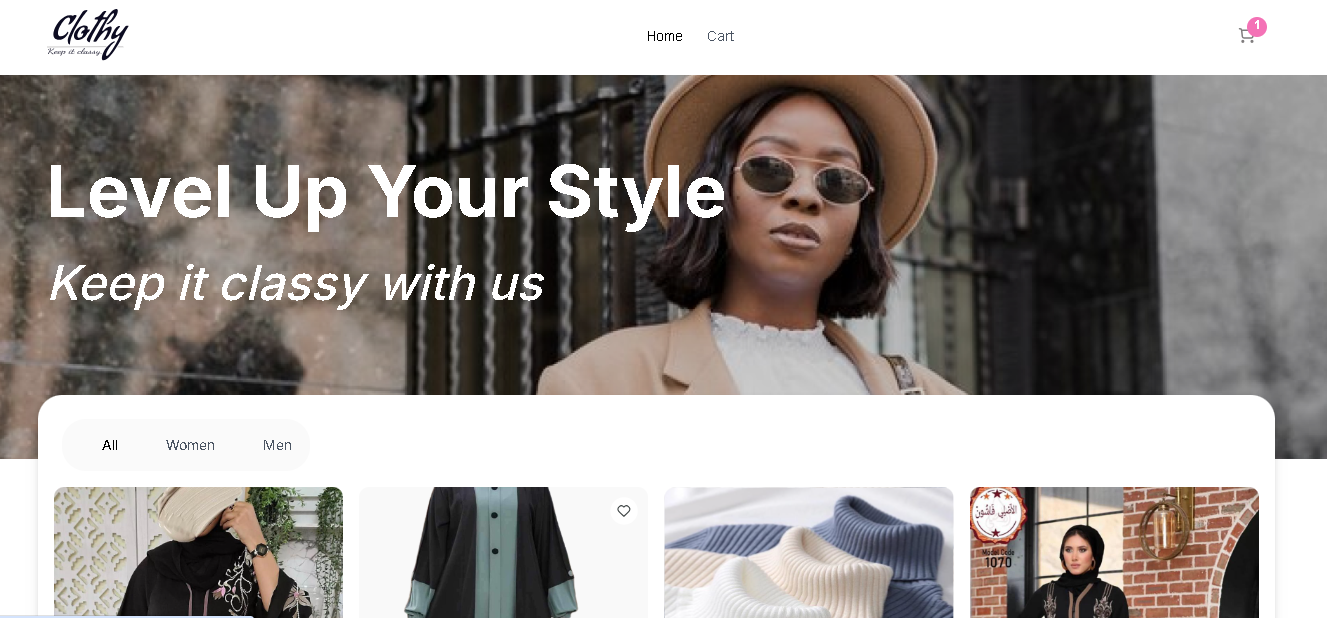 Clothy
Keep it classy
Home
Cart
1
Level Up Your Style
Keep it classy with us
All
Women
Men
الأصلي فاشون
Model Code
1070